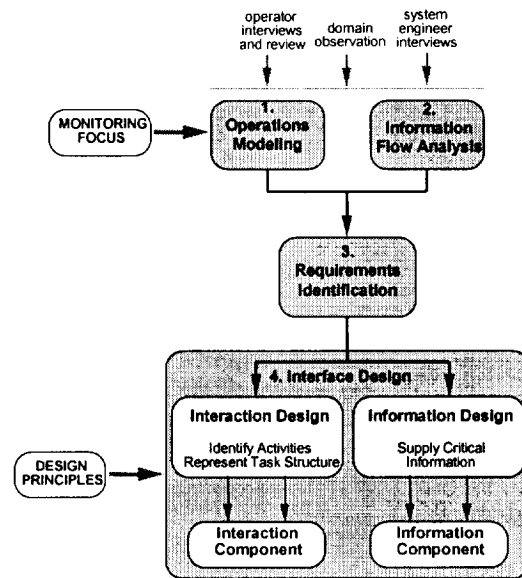 operator
interviews
and review
domain
observation
system
engineer
interviews
MONITORING
FOCUS
1.
Operations
Modeling
2.
Information
Flow Analysis
3.
Requirements
Identification
4. Interface Design
Interaction Design
Identify Activities
Represent Task Structure
Information Design
Supply Critical
Information
DESIGN
PRINCIPLES
Interaction
Component
Information
Component